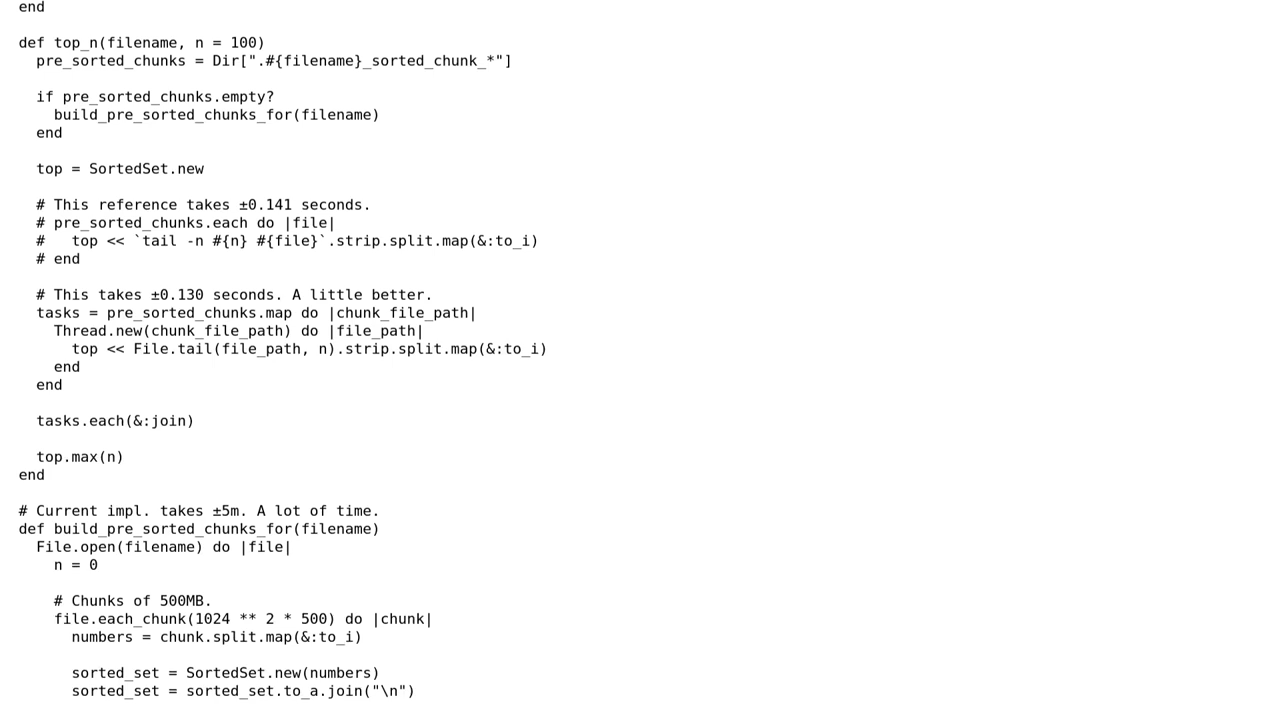 end

def top_n(filename, n = 100)
  pre_sorted_chunks = Dir[".#{filename}_sorted_chunk_*"]

  if pre_sorted_chunks.empty?
    build_pre_sorted_chunks_for(filename)
  end

  top = SortedSet.new

  # This reference takes ±0.141 seconds.
  # pre_sorted_chunks.each do |file|
  #   top << `tail -n #{n} #{file}`.strip.split.map(&:to_i)
  # end

  # This takes ±0.130 seconds. A little better.
  tasks = pre_sorted_chunks.map do |chunk_file_path|
    Thread.new(chunk_file_path) do |file_path|
      top << File.tail(file_path, n).strip.split.map(&:to_i)
    end
  end

  tasks.each(&:join)

  top.max(n)
end

# Current impl. takes ±5m. A lot of time.
def build_pre_sorted_chunks_for(filename)
  File.open(filename) do |file|
    n = 0

    # Chunks of 500MB.
    file.each_chunk(1024 ** 2 * 500) do |chunk|
      numbers = chunk.split.map(&:to_i)

      sorted_set = SortedSet.new(numbers)
      sorted_set = sorted_set.to_a.join("\n")